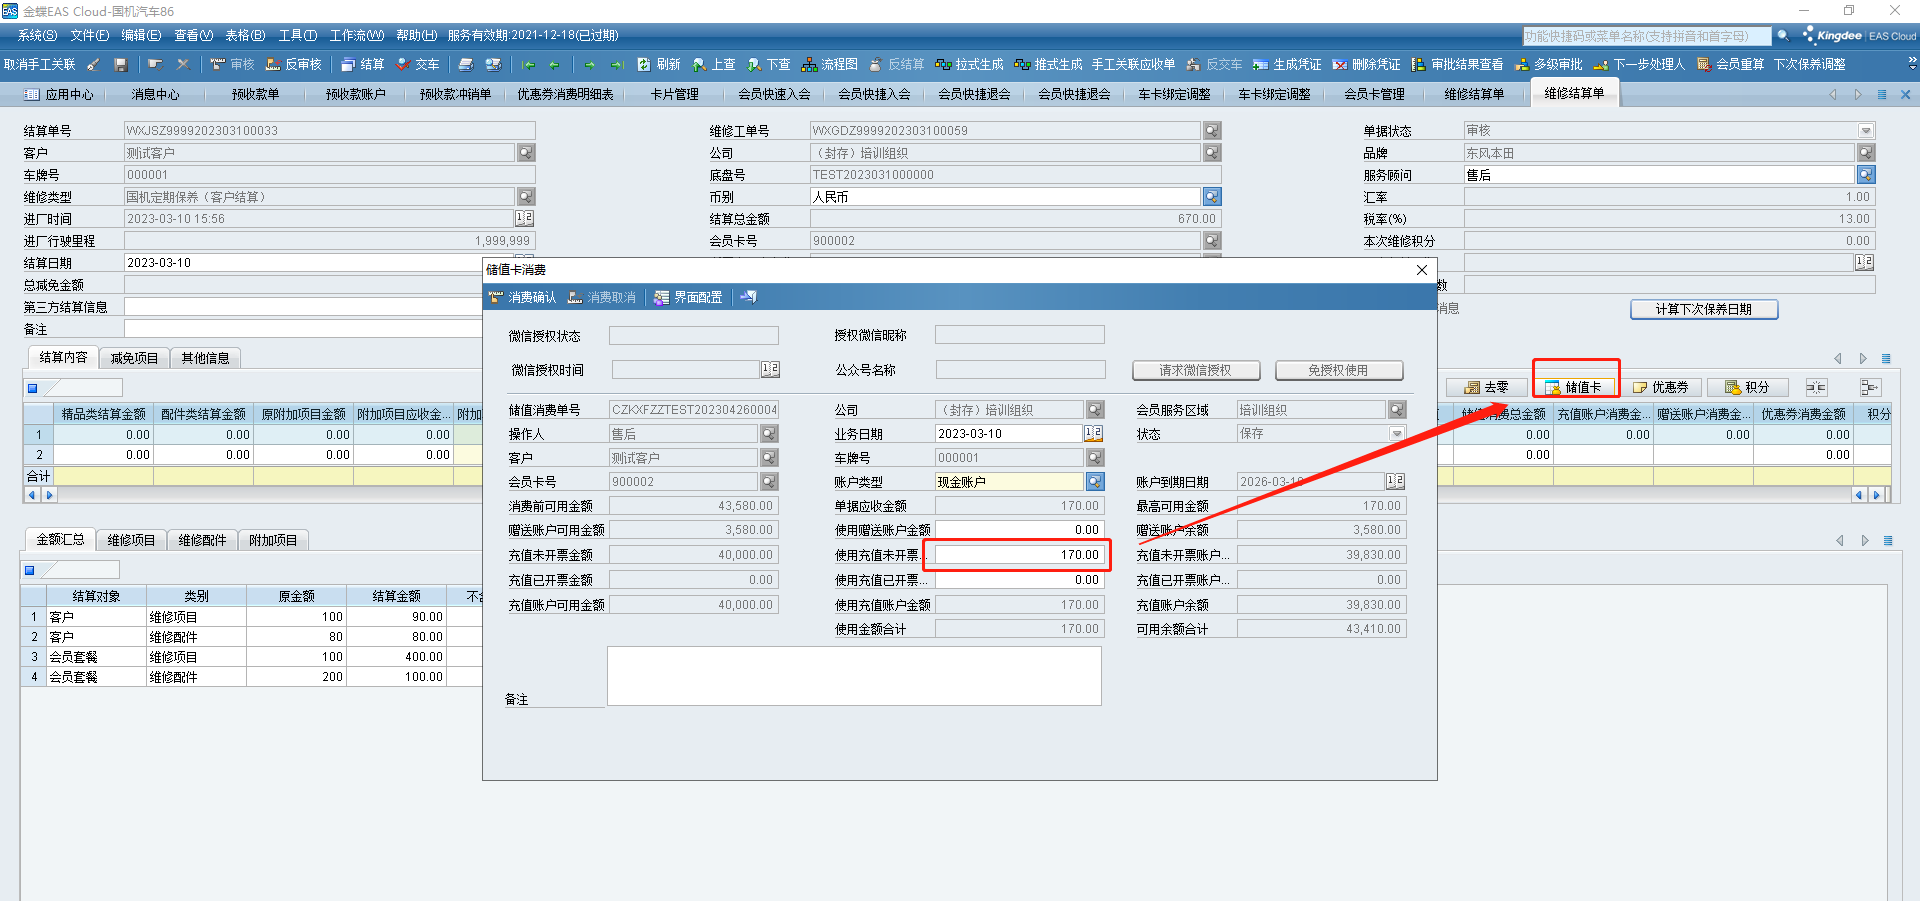 金蝶EAS Cloud-国机汽车86
系统(S) 文件(F) 编辑(E) 查看(V) 表格(B) 工具(T) 工作流(W) 帮助(H) 服务有效期:2021-12-18(已过期) 功能快捷码或菜单名称(支持拼音和首字母) Kingdee EAS Cloud
取消手工关联 审核 反审核 结算 交车 刷新 上查 下查 流程图 反结算 拉式生成 推式生成 手工关联应收单 反交车 生成凭证 删除凭证 审批结果查看 多级审批 下一步处理人 会员重算 下次保养调整
应用中心 消息中心 预收款单 预收款账户 预收款冲销单 优惠券消费明细表 卡片管理 会员快速入会 会员快捷入会 会员快捷退会 会员快捷退会 车卡绑定调整 车卡绑定调整 会员卡管理 维修结算单 维修结算单
结算单号 WXJSZ9999202303100033 维修工单号 WXGDZ9999202303100059 单据状态 审核
客户 测试客户 公司 （封存）培训组织 品牌 东风本田
车牌号 000001 底盘号 TEST2023031000000 服务顾问 售后
维修类型 国机定期保养（客户结算） 币别 人民币 汇率 1.00
进厂时间 2023-03-10 15:56 结算总金额 670.00 税率(%) 13.00
进厂行驶里程 1,999,999 会员卡号 900002 本次维修积分 0.00
结算日期 2023-03-10
总减免金额 数
第三方结算信息 消息 计算下次保养日期
备注
储值卡消费
消费确认 消费取消 界面配置
微信授权状态 授权微信昵称
微信授权时间 公众号名称 请求微信授权 免授权使用
储值消费单号 CZKXFZZTEST202304260004 公司 （封存）培训组织 会员服务区域 培训组织
操作人 售后 业务日期 2023-03-10 状态 保存
客户 测试客户 车牌号 000001
会员卡号 900002 账户类型 现金账户 账户到期日期 2026-03-10
消费前可用金额 43,580.00 单据应收金额 170.00 最高可用金额 170.00
赠送账户可用金额 3,580.00 使用赠送账户金额 0.00 赠送账户余额 3,580.00
充值未开票金额 40,000.00 使用充值未开票... 170.00 充值未开票账户... 39,830.00
充值已开票金额 0.00 使用充值已开票... 0.00 充值已开票账户... 0.00
充值账户可用金额 40,000.00 使用充值账户金额 170.00 充值账户余额 39,830.00
使用金额合计 170.00 可用余额合计 43,410.00
备注
结算内容 减免项目 其他信息
去零 储值卡 优惠券 积分
精品类结算金额 配件类结算金额 原附加项目金额 附加项目应收金... 附加 储值消费总金额 充值账户消费金... 赠送账户消费金... 优惠券消费金额 积分
1 0.00 0.00 0.00 0.00 0.00 0.00 0.00 0.00
2 0.00 0.00 0.00 0.00 0.00 0.00
合计
金额汇总 维修项目 维修配件 附加项目
结算对象 类别 原金额 结算金额 不含
1 客户 维修项目 100 90.00
2 客户 维修配件 80 80.00
3 会员套餐 维修项目 100 400.00
4 会员套餐 维修配件 200 100.00